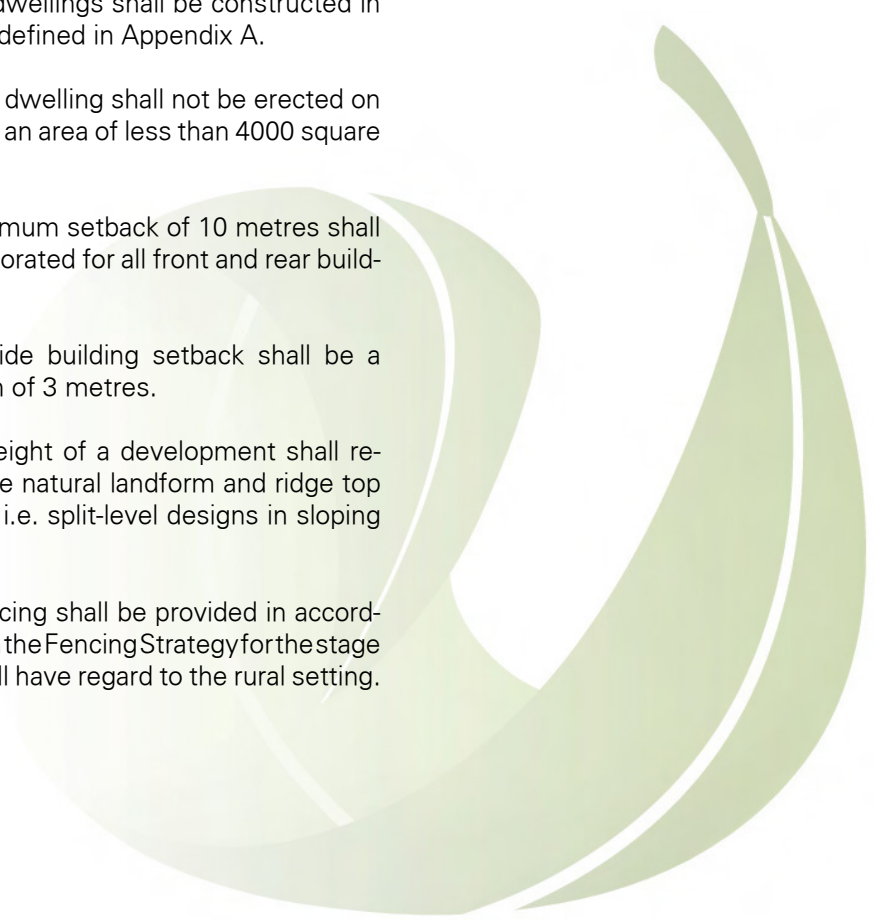 dwellings shall be constructed in
defined in Appendix A.
dwelling shall not be erected on
an area of less than 4000 square
mum setback of 10 metres shall
orated for all front and rear build-
ide building setback shall be a
of 3 metres.
eight of a development shall re-
e natural landform and ridge top
i.e. split-level designs in sloping
cing shall be provided in accord-
the Fencing Strategy for the stage
ll have regard to the rural setting.